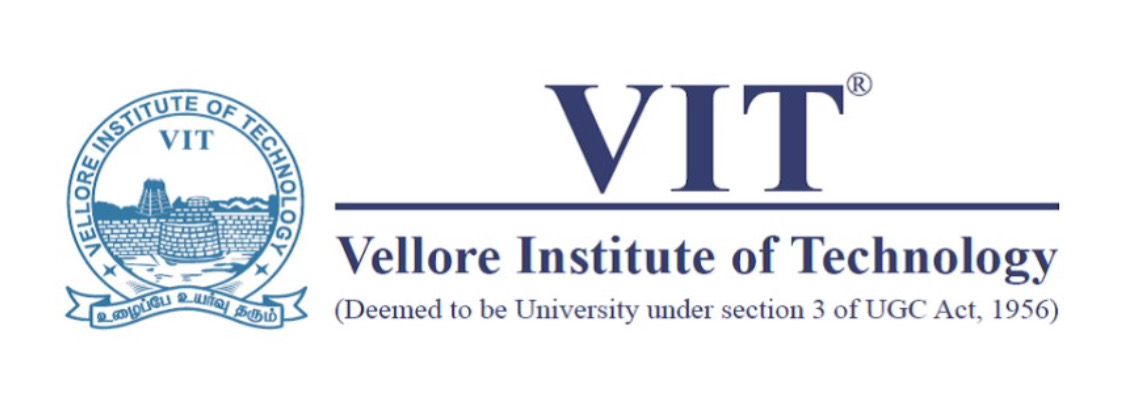 VELLORE INSTITUTE OF TECHNOLOGY
VIT
உழைப்பே உயர்வு தரும்
VIT®
Vellore Institute of Technology
(Deemed to be University under section 3 of UGC Act, 1956)